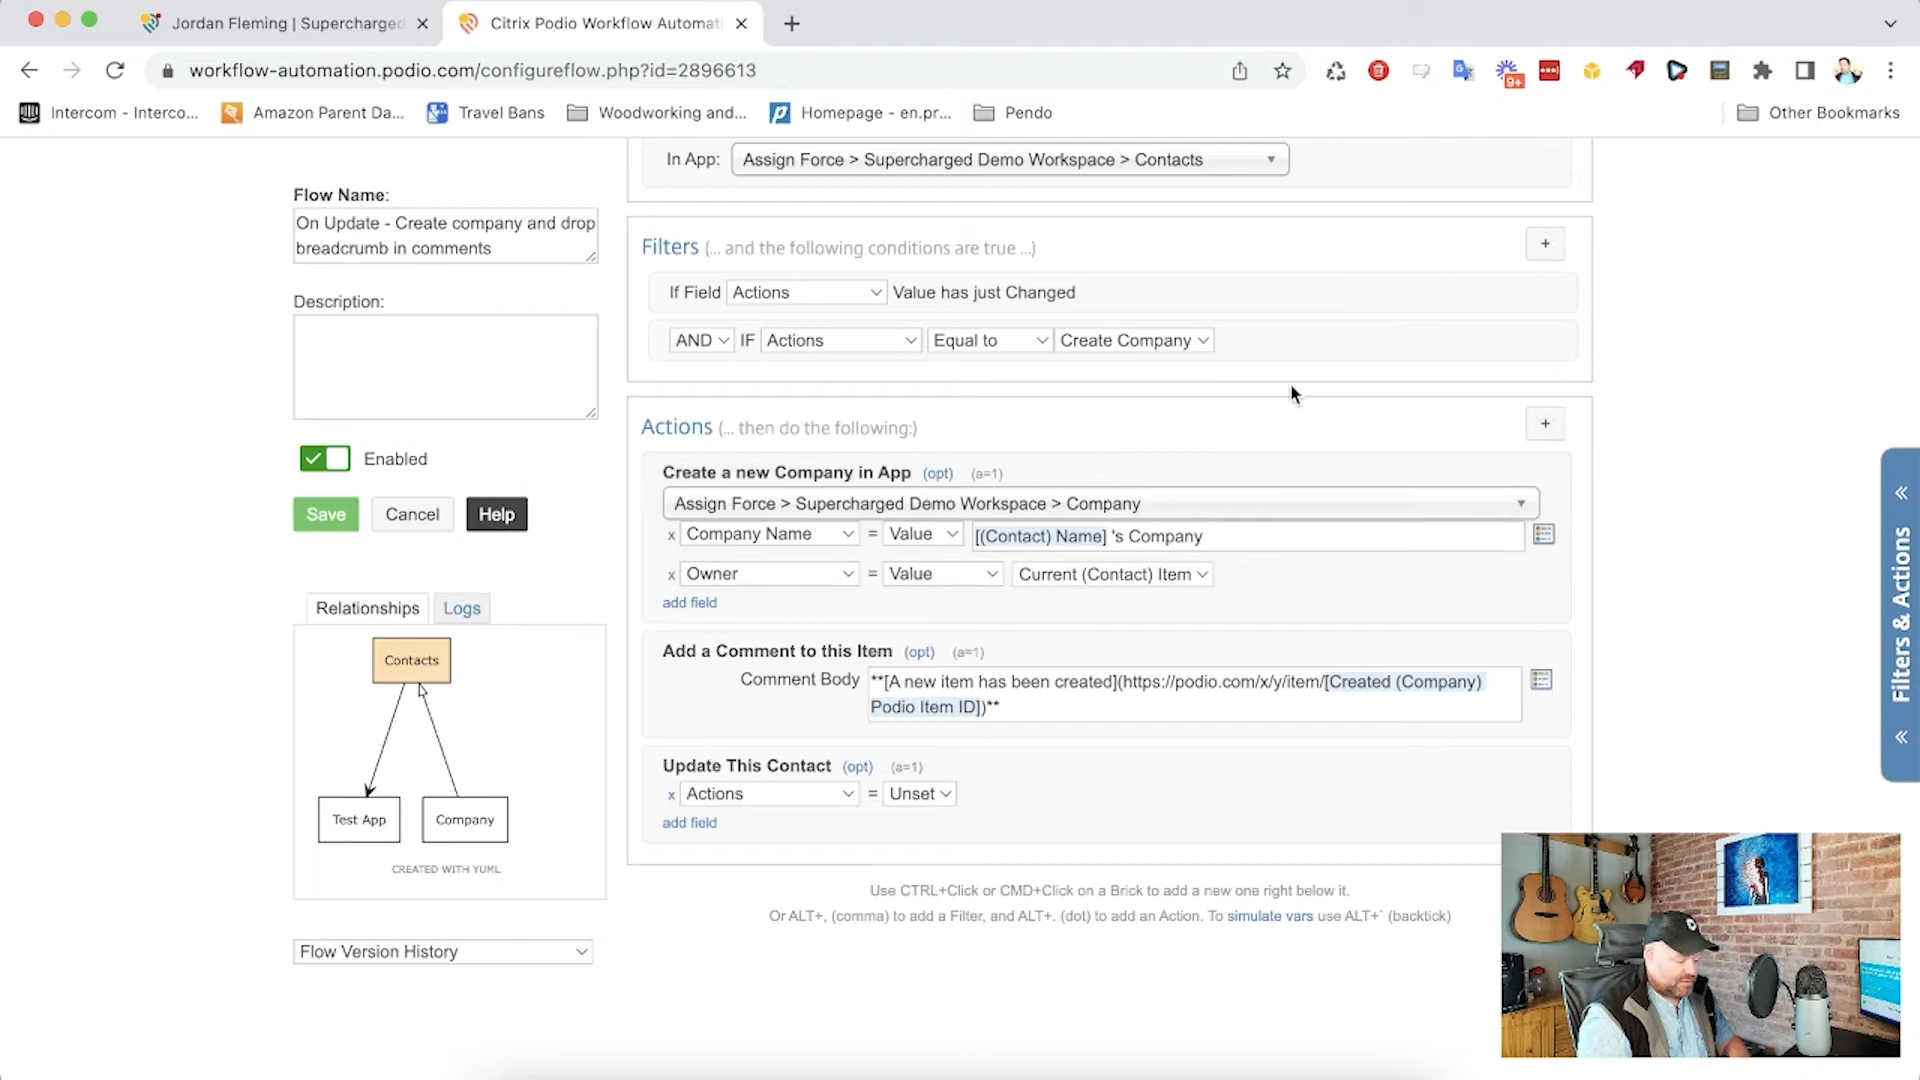 Jordan Fleming | Supercharged
Citrix Podio Workflow Automat
workflow-automation.podio.com/configureflow.php?id=2896613
9+
Intercom - Interco...
Amazon Parent Da...
Travel Bans
Woodworking and...
Homepage - en.pr...
Pendo
Other Bookmarks
In App: Assign Force > Supercharged Demo Workspace > Contacts
Flow Name:
On Update - Create company and drop
breadcrumb in comments
Description:
Enabled
Save Cancel Help
Relationships Logs
Contacts
Test App Company
CREATED WITH YUML
Flow Version History
Filters (... and the following conditions are true ...)
+
If Field Actions Value has just Changed
AND IF Actions Equal to Create Company
Actions (... then do the following:)
+
Create a new Company in App (opt) (a=1)
Assign Force > Supercharged Demo Workspace > Company
x Company Name = Value [(Contact) Name] 's Company
x Owner = Value Current (Contact) Item
add field
Add a Comment to this Item (opt) (a=1)
Comment Body **[A new item has been created](https://podio.com/x/y/item/[Created (Company)
Podio Item ID])**
Update This Contact (opt) (a=1)
x Actions = Unset
add field
Use CTRL+Click or CMD+Click on a Brick to add a new one right below it.
Or ALT+, (comma) to add a Filter, and ALT+. (dot) to add an Action. To simulate vars use ALT+` (backtick)
« Filters & Actions «